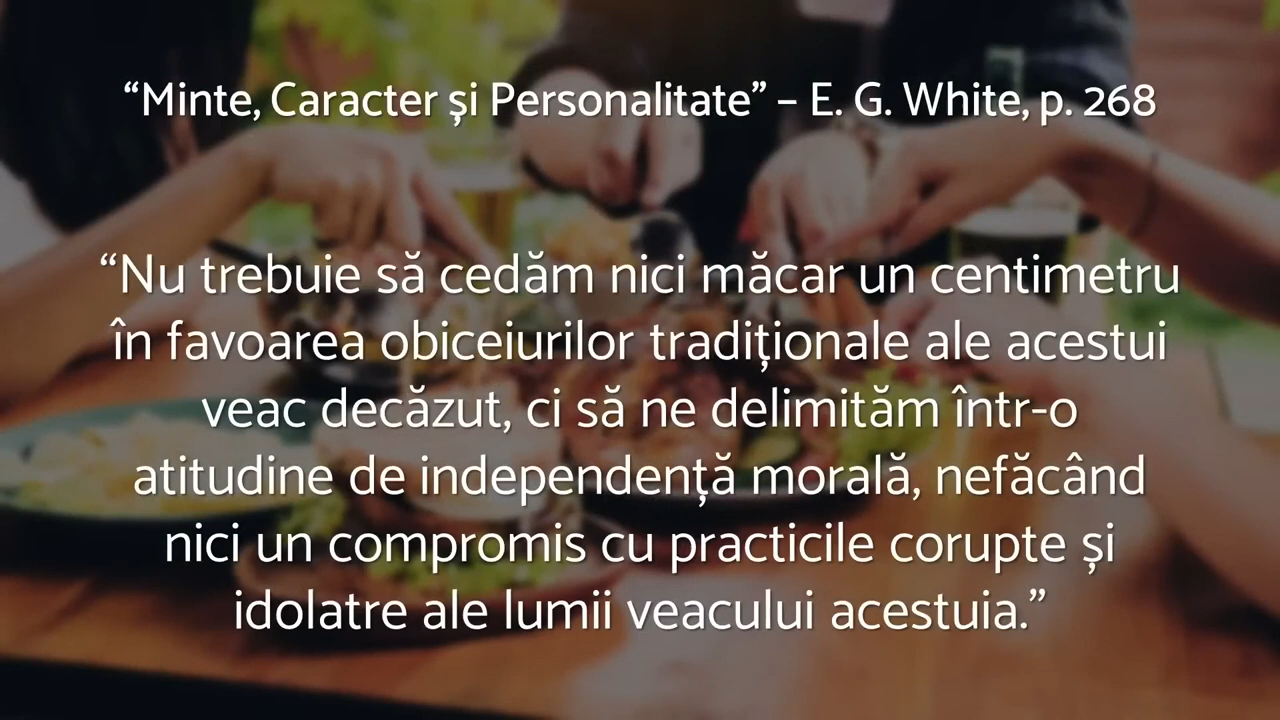 “Minte, Caracter și Personalitate” – E. G. White, p. 268
“Nu trebuie să cedăm nici măcar un centimetru
în favoarea obiceiurilor tradiționale ale acestui
veac decăzut, ci să ne delimităm într-o
atitudine de independență morală, nefăcând
nici un compromis cu practicile corupte și
idolatre ale lumii veacului acestuia.”